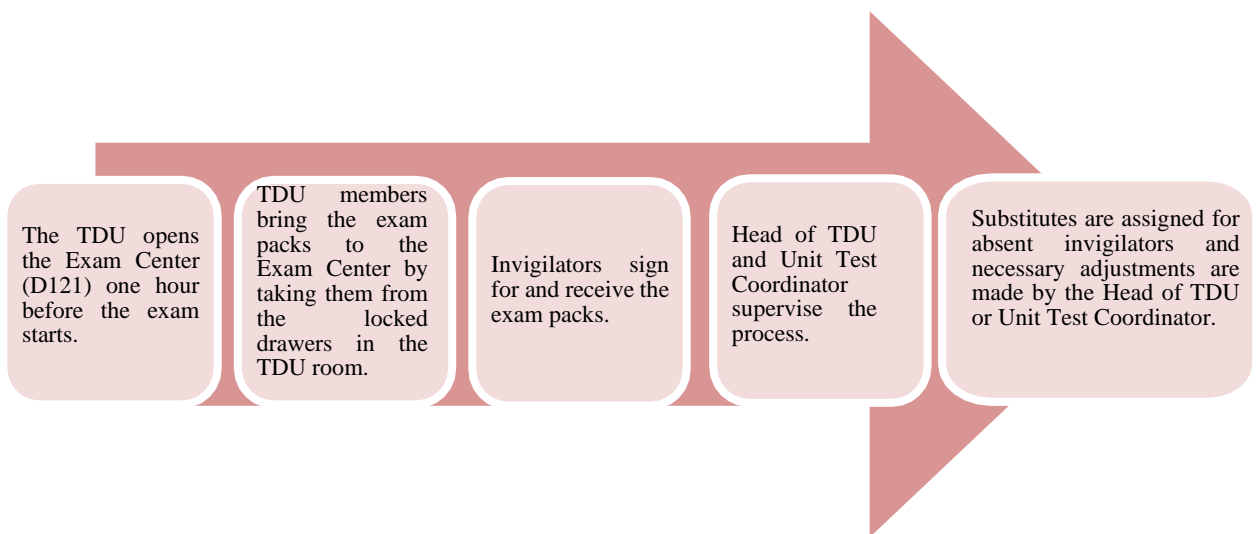 The TDU opens
the Exam Center
(D121) one hour
before the exam
starts.
TDU members
bring the exam
packs to the
Exam Center by
taking them from
the locked
drawers in the
TDU room.
Invigilators sign
for and receive the
exam packs.
Head of TDU
and Unit Test
Coordinator
supervise the
process.
Substitutes are assigned for
absent invigilators and
necessary adjustments are
made by the Head of TDU
or Unit Test Coordinator.